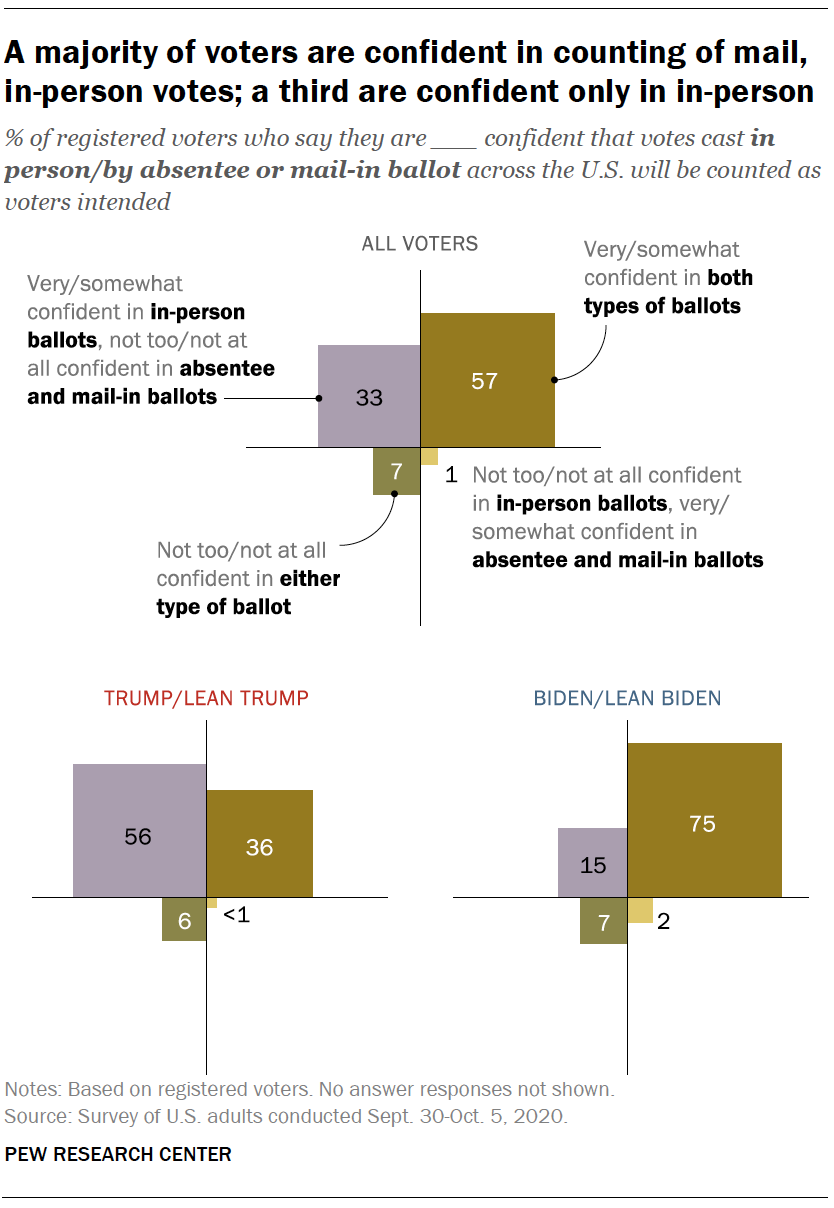 A majority of voters are confident in counting of mail,
in-person votes; a third are confident only in in-person
% of registered voters who say they are ___ confident that votes cast in
person/by absentee or mail-in ballot across the U.S. will be counted as
voters intended
ALL VOTERS
Very/somewhat
confident in in-person
ballots, not too/not at
all confident in absentee
and mail-in ballots
Very/somewhat
confident in both
types of ballots
33
57
7
1
Not too/not at all confident
in in-person ballots, very/
somewhat confident in
absentee and mail-in ballots
Not too/not at all
confident in either
type of ballot
TRUMP/LEAN TRUMP
56
36
6
<1
BIDEN/LEAN BIDEN
15
75
7
2
Notes: Based on registered voters. No answer responses not shown.
Source: Survey of U.S. adults conducted Sept. 30-Oct. 5, 2020.
PEW RESEARCH CENTER